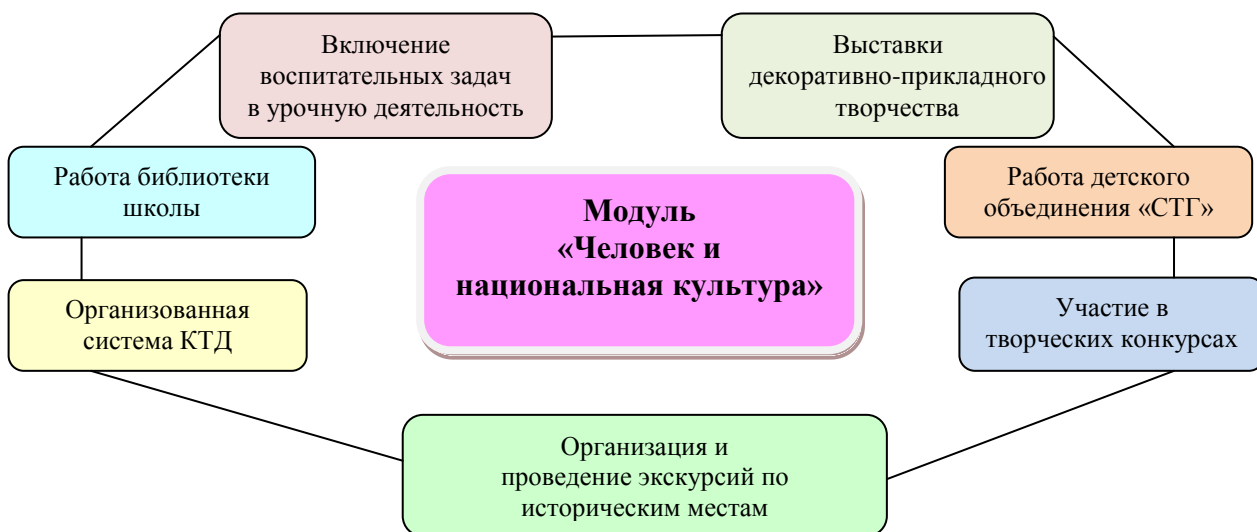 Включение
воспитательных задач
в урочную деятельность
Выставки
декоративно-прикладного
творчества
Работа библиотеки
школы
Модуль
«Человек и
национальная культура»
Работа детского
объединения «СТГ»
Организованная
система КТД
Участие в
творческих конкурсах
Организация и
проведение экскурсий по
историческим местам